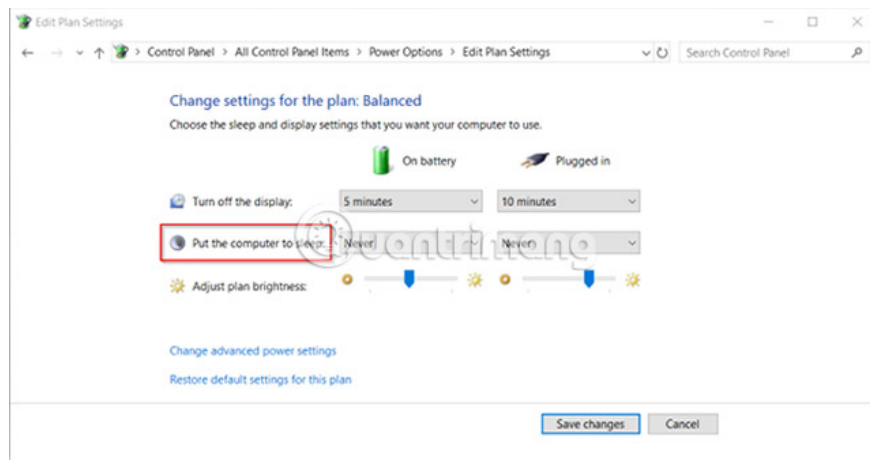 Edit Plan Settings
Control Panel > All Control Panel Items > Power Options > Edit Plan Settings
Search Control Panel
Change settings for the plan: Balanced
Choose the sleep and display settings that you want your computer to use.
On battery
Plugged in
Turn off the display:
5 minutes
10 minutes
Put the computer to sleep:
Never
Never
Quantrimang
Adjust plan brightness:
Change advanced power settings
Restore default settings for this plan
Save changes
Cancel